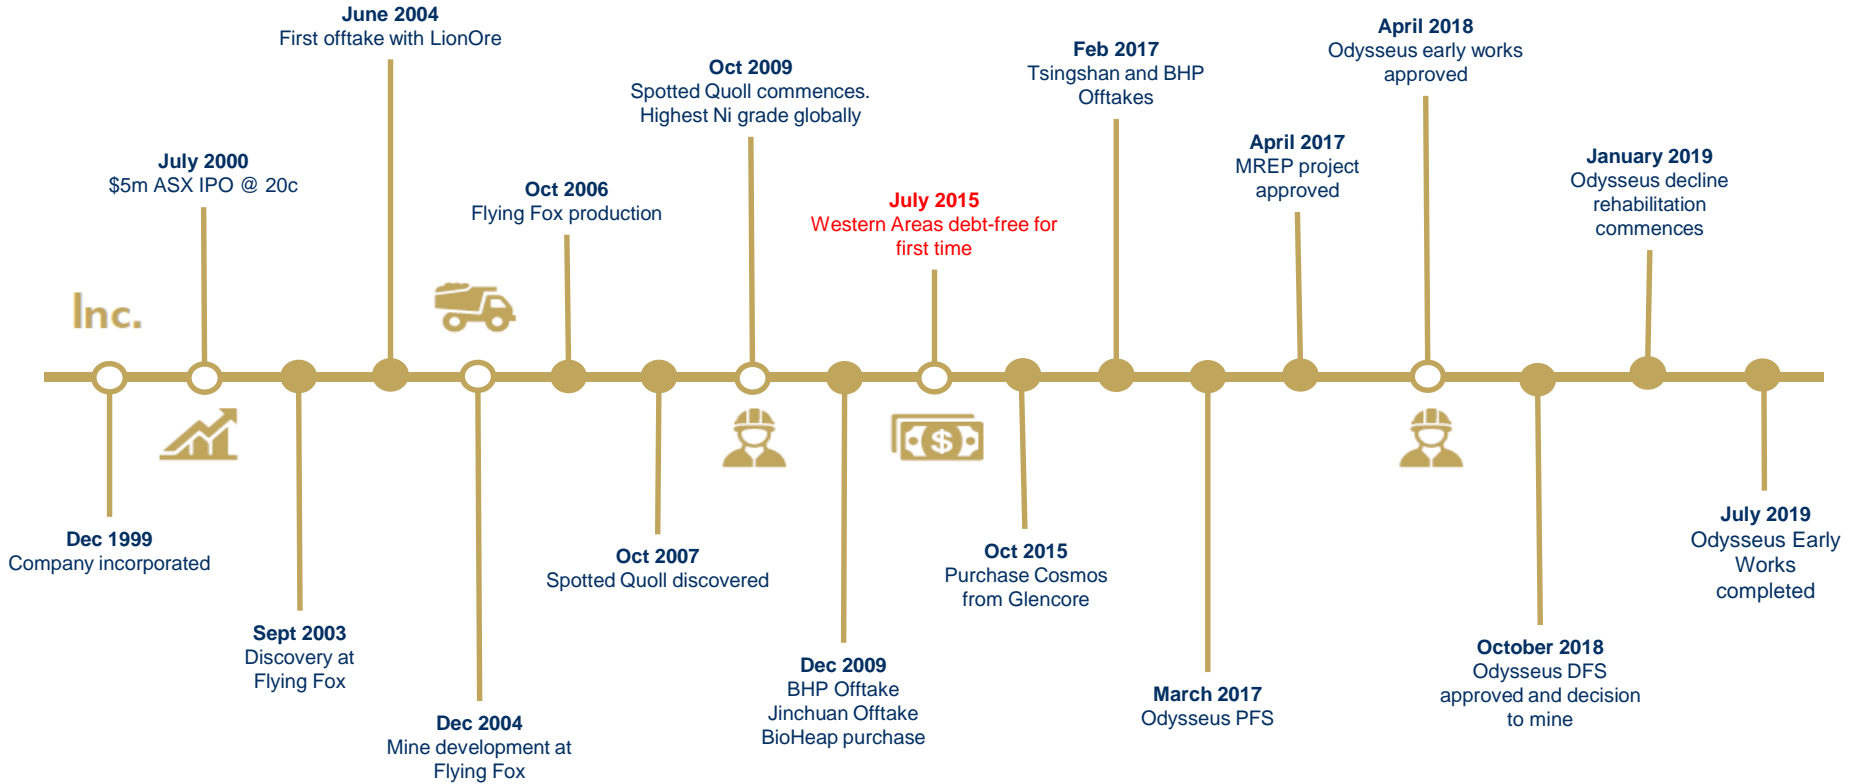 June 2004
First offtake with LionOre
April 2018
Odysseus early works
approved
Feb 2017
Tsingshan and BHP
Offtakes
Oct 2009
Spotted Quoll commences.
Highest Ni grade globally
April 2017
MREP project
approved
January 2019
Odysseus decline
rehabilitation
commences
July 2000
$5m ASX IPO @ 20c
Oct 2006
Flying Fox production
July 2015
Western Areas debt-free for
first time
Inc.
$
Dec 1999
Company incorporated
Oct 2007
Spotted Quoll discovered
Oct 2015
Purchase Cosmos
from Glencore
July 2019
Odysseus Early
Works
completed
Sept 2003
Discovery at
Flying Fox
Dec 2009
BHP Offtake
Jinchuan Offtake
BioHeap purchase
October 2018
Odysseus DFS
approved and decision
to mine
March 2017
Odysseus PFS
Dec 2004
Mine development at
Flying Fox